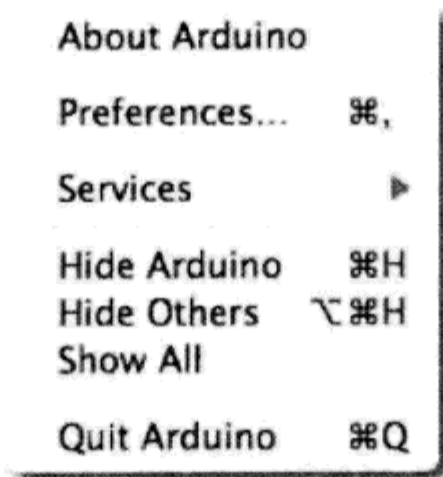 About Arduino
Preferences... ⌘,
Services ▶
Hide Arduino ⌘H
Hide Others ⌥⌘H
Show All
Quit Arduino ⌘Q